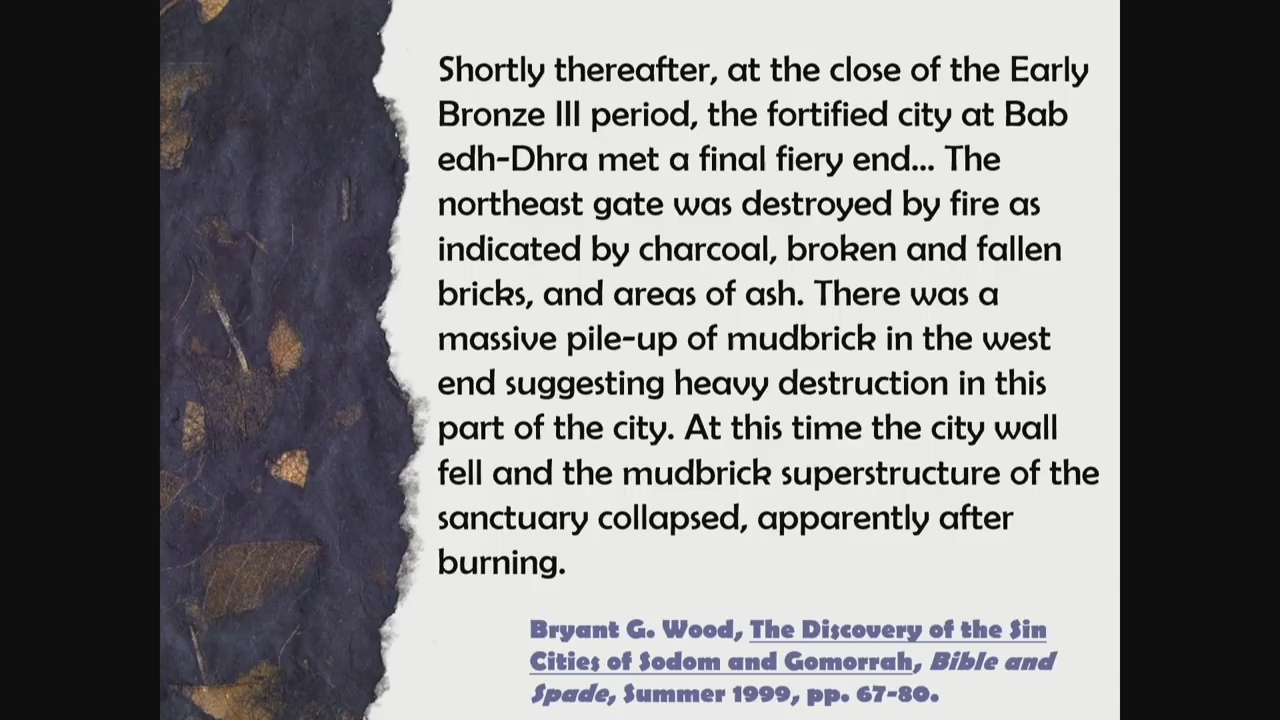 Shortly thereafter, at the close of the Early
Bronze III period, the fortified city at Bab
edh-Dhra met a final fiery end... The
northeast gate was destroyed by fire as
indicated by charcoal, broken and fallen
bricks, and areas of ash. There was a
massive pile-up of mudbrick in the west
end suggesting heavy destruction in this
part of the city. At this time the city wall
fell and the mudbrick superstructure of the
sanctuary collapsed, apparently after
burning.
Bryant G. Wood, The Discovery of the Sin
Cities of Sodom and Gomorrah, Bible and
Spade, Summer 1999, pp. 67-80.